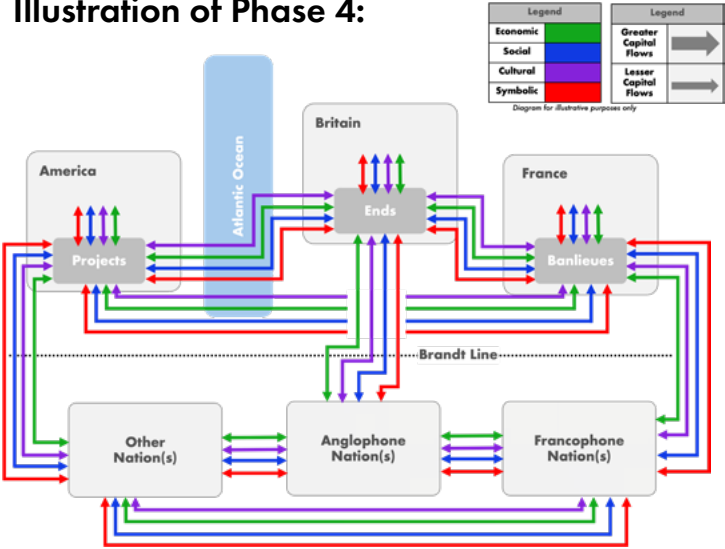 Illustration of Phase 4:
Legend
Economic
Social
Cultural
Symbolic
Legend
Greater
Capital
Flows
Lesser
Capital
Flows
Diagram for illustrative purposes only
Britain
America
Atlantic Ocean
France
Ends
Projects
Banlieues
Brandt Line
Other
Nation(s)
Anglophone
Nation(s)
Francophone
Nation(s)